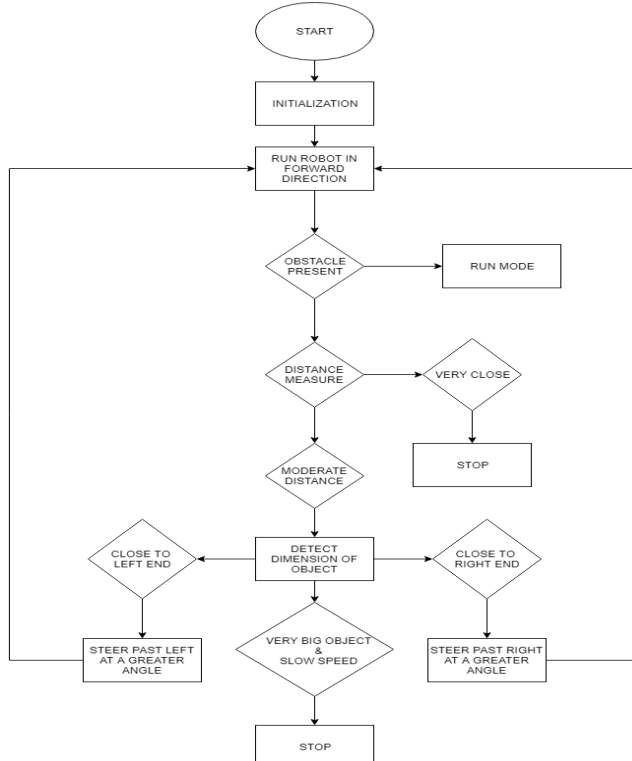 START
INITIALIZATION
RUN ROBOT IN
FORWARD
DIRECTION
OBSTACLE
PRESENT
RUN MODE
DISTANCE
MEASURE
VERY CLOSE
MODERATE
DISTANCE
STOP
CLOSE TO
LEFT END
DETECT
DIMENSION OF
OBJECT
CLOSE TO
RIGHT END
STEER PAST LEFT
AT A GREATER
ANGLE
VERY BIG OBJECT
&
SLOW SPEED
STEER PAST RIGHT
AT A GREATER
ANGLE
STOP